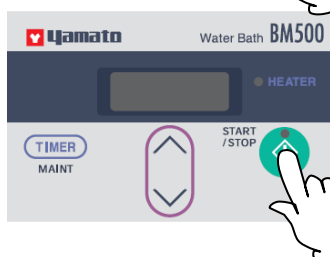 yamato
Water Bath BM500
HEATER
TIMER
MAINT
START
/STOP